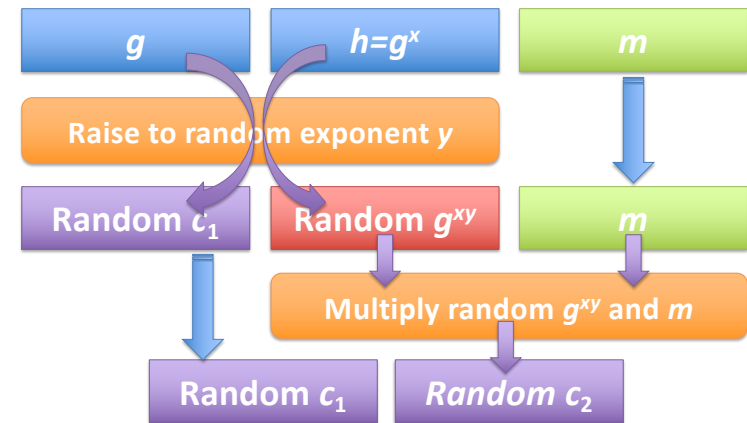 g
h=gˣ
m
Raise to random exponent y
Random c₁
Random gˣʸ
m
Multiply random gˣʸ and m
Random c₁
Random c₂